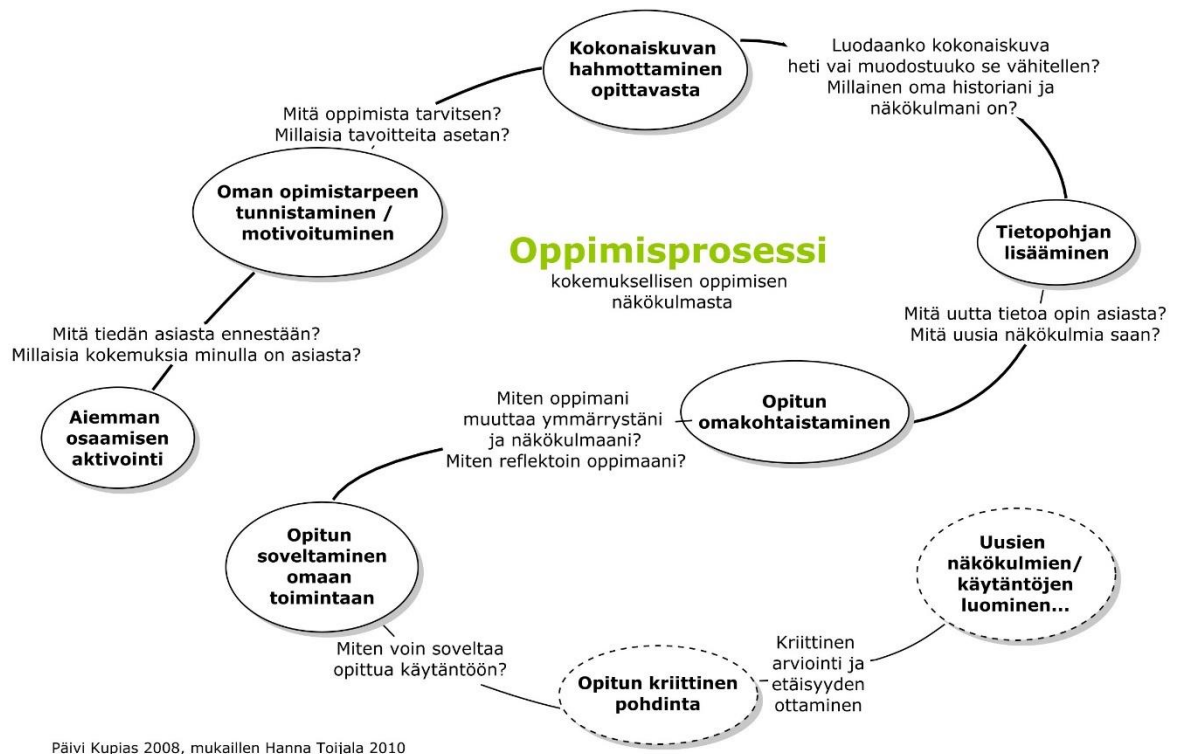 Kokonaiskuvan
hahmottaminen
opittavasta
Luodaanko kokonaiskuva
heti vai muodostuuko se vähitellen?
Millainen oma historiani ja
näkökulmani on?
Mitä oppimista tarvitsen?
Millaisia tavoitteita asetan?
Oman opimistarpeen
tunnistaminen /
motivoituminen
Oppimisprosessi
kokemuksellisen oppimisen
näkökulmasta
Tietopohjan
lisääminen
Mitä uutta tietoa opin asiasta?
Mitä uusia näkökulmia saan?
Mitä tiedän asiasta ennestään?
Millaisia kokemuksia minulla on asiasta?
Aiemman
osaamisen
aktivointi
Miten oppimani
muuttaa ymmärrystäni
ja näkökulmaani?
Miten reflektoin oppimaani?
Opitun
omakohtaistaminen
Opitun
soveltaminen
omaan
toimintaan
Uusien
näkökulmien/
käytäntöjen
luominen...
Miten voin soveltaa
opittua käytäntöön?
Opitun kriittinen
pohdinta
Kriittinen
arviointi ja
etäisyyden
ottaminen
Päivi Kupias 2008, mukaillen Hanna Toijala 2010